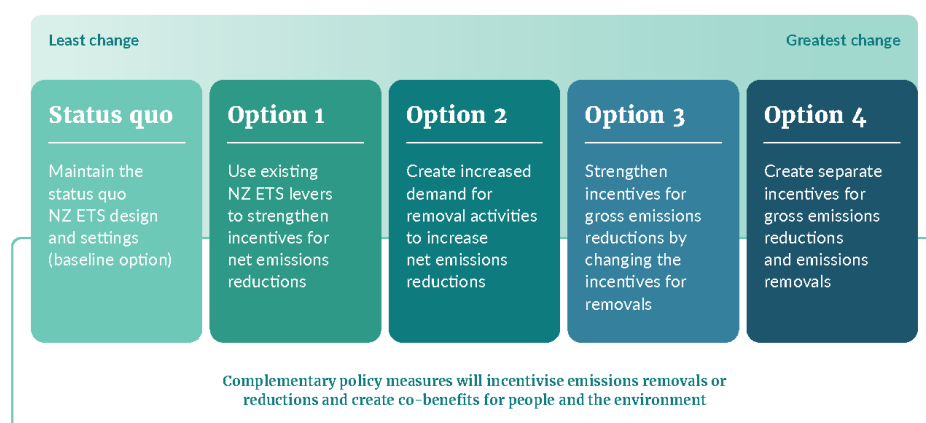 Least change
Greatest change
Status quo
Maintain the
status quo
NZ ETS design
and settings
(baseline option)
Option 1
Use existing
NZ ETS levers
to strengthen
incentives for
net emissions
reductions
Option 2
Create increased
demand for
removal activities
to increase
net emissions
reductions
Option 3
Strengthen
incentives for
gross emissions
reductions by
changing the
incentives for
removals
Option 4
Create separate
incentives for
gross emissions
reductions
and emissions
removals
Complementary policy measures will incentivise emissions removals or
reductions and create co-benefits for people and the environment